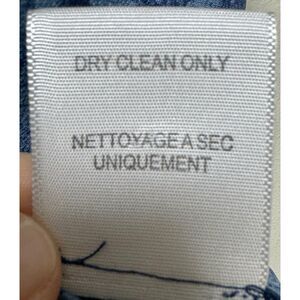 DRY CLEAN ONLY
NETTOYAGE A SEC
UNIQUEMENT